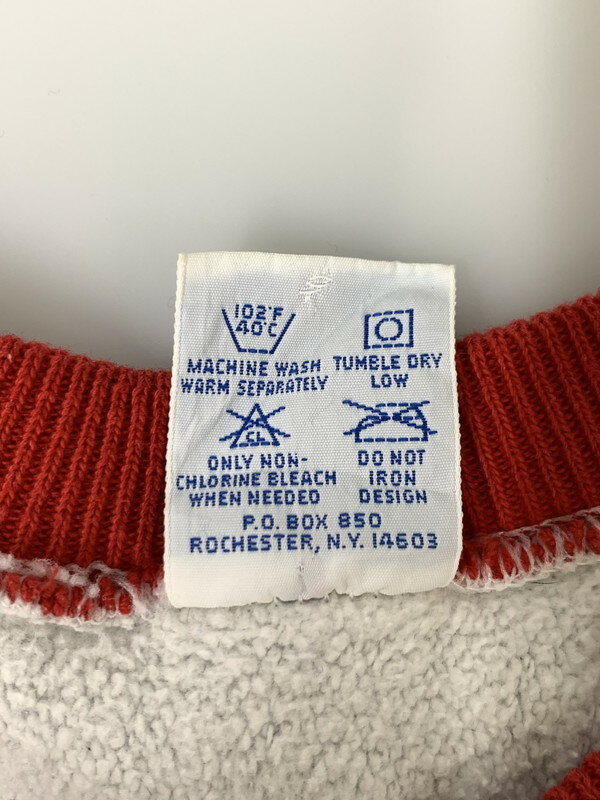 102°F
40°C
MACHINE WASH
WARM SEPARATELY
TUMBLE DRY
LOW
CL
ONLY NON-
CHLORINE BLEACH
WHEN NEEDED
DO NOT
IRON
DESIGN
P.O. BOX 850
ROCHESTER, N.Y. 14603